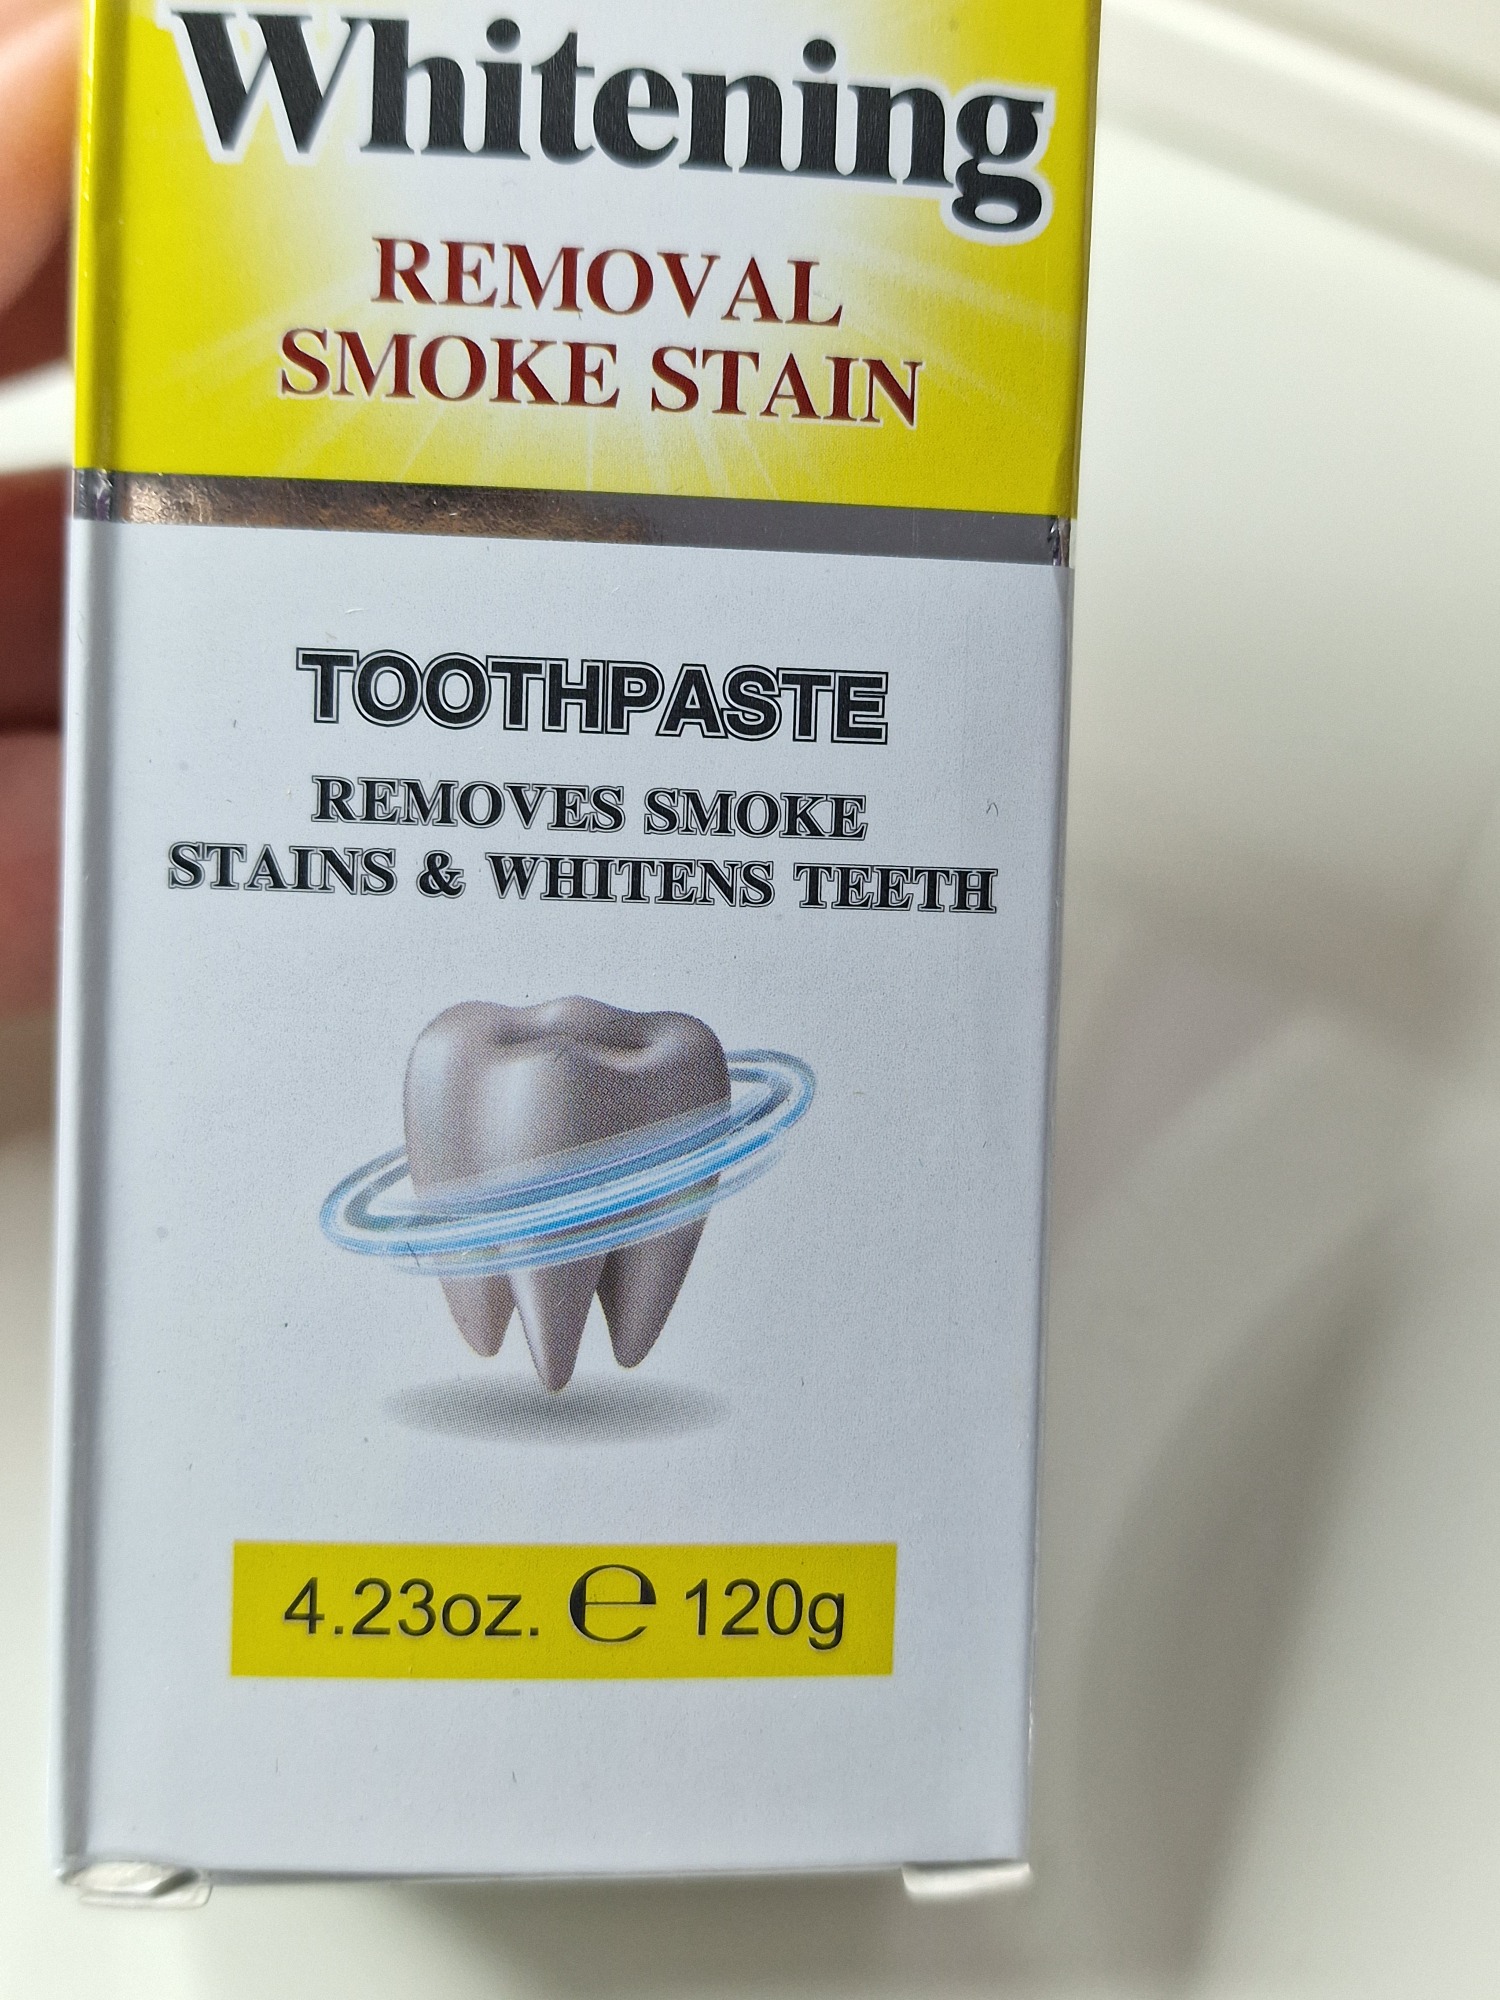 Whitening
REMOVAL
SMOKE STAIN
TOOTHPASTE
REMOVES SMOKE
STAINS & WHITENS TEETH
4.23oz. e 120g